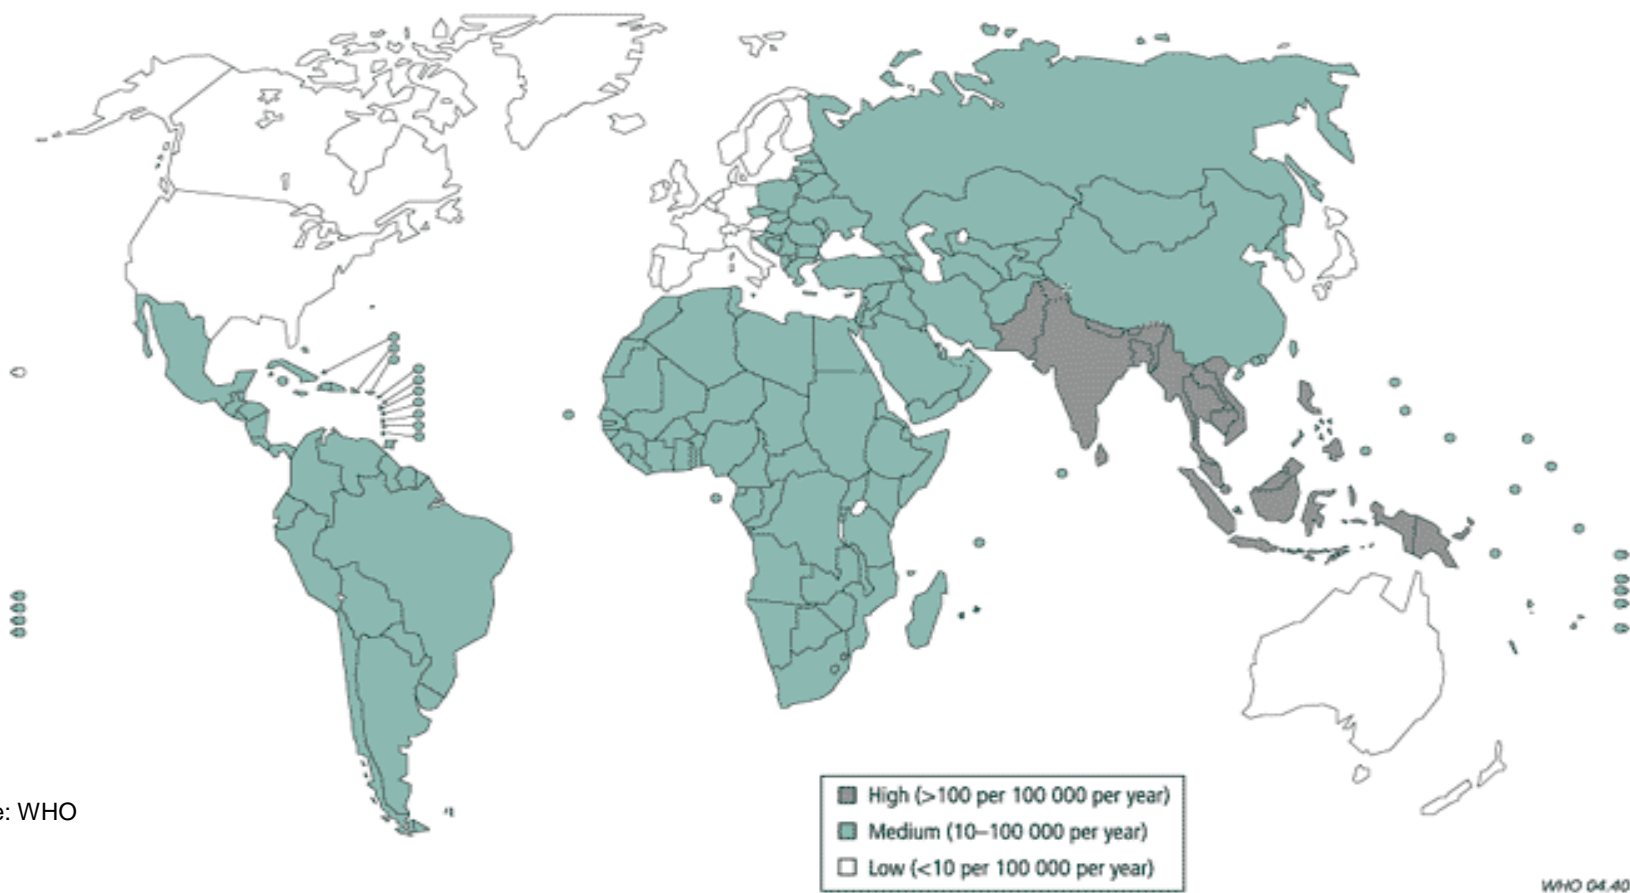 e: WHO
High (>100 per 100 000 per year)
Medium (10–100 000 per year)
Low (<10 per 100 000 per year)
WHO 04.40